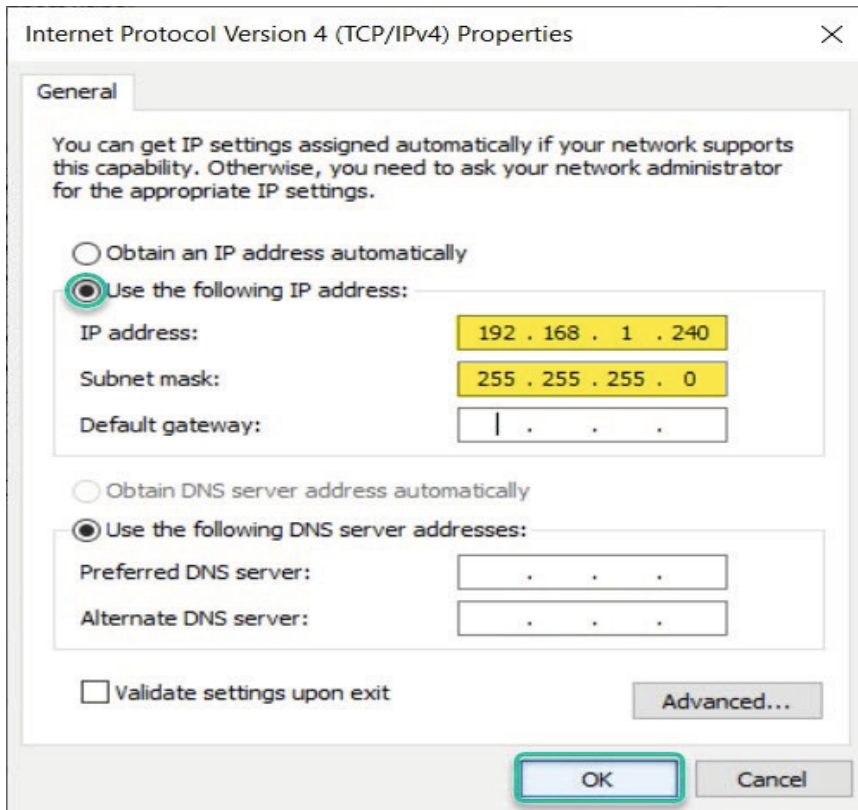 Internet Protocol Version 4 (TCP/IPv4) Properties
General
You can get IP settings assigned automatically if your network supports
this capability. Otherwise, you need to ask your network administrator
for the appropriate IP settings.
Obtain an IP address automatically
Use the following IP address:
IP address: 192 . 168 . 1 . 240
Subnet mask: 255 . 255 . 255 . 0
Default gateway: . . .
Obtain DNS server address automatically
Use the following DNS server addresses:
Preferred DNS server: . . .
Alternate DNS server: . . .
Validate settings upon exit
Advanced...
OK Cancel